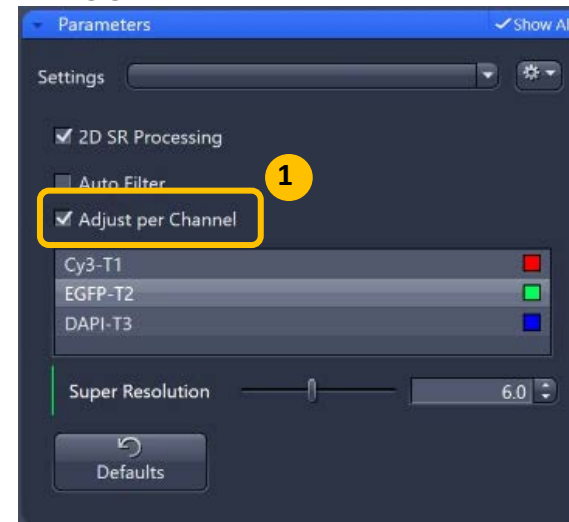 Parameters ✓ Show Al
Settings
2D SR Processing
Auto Filter
1
Adjust per Channel
Cy3-T1
EGFP-T2
DAPI-T3
Super Resolution 6.0
Defaults